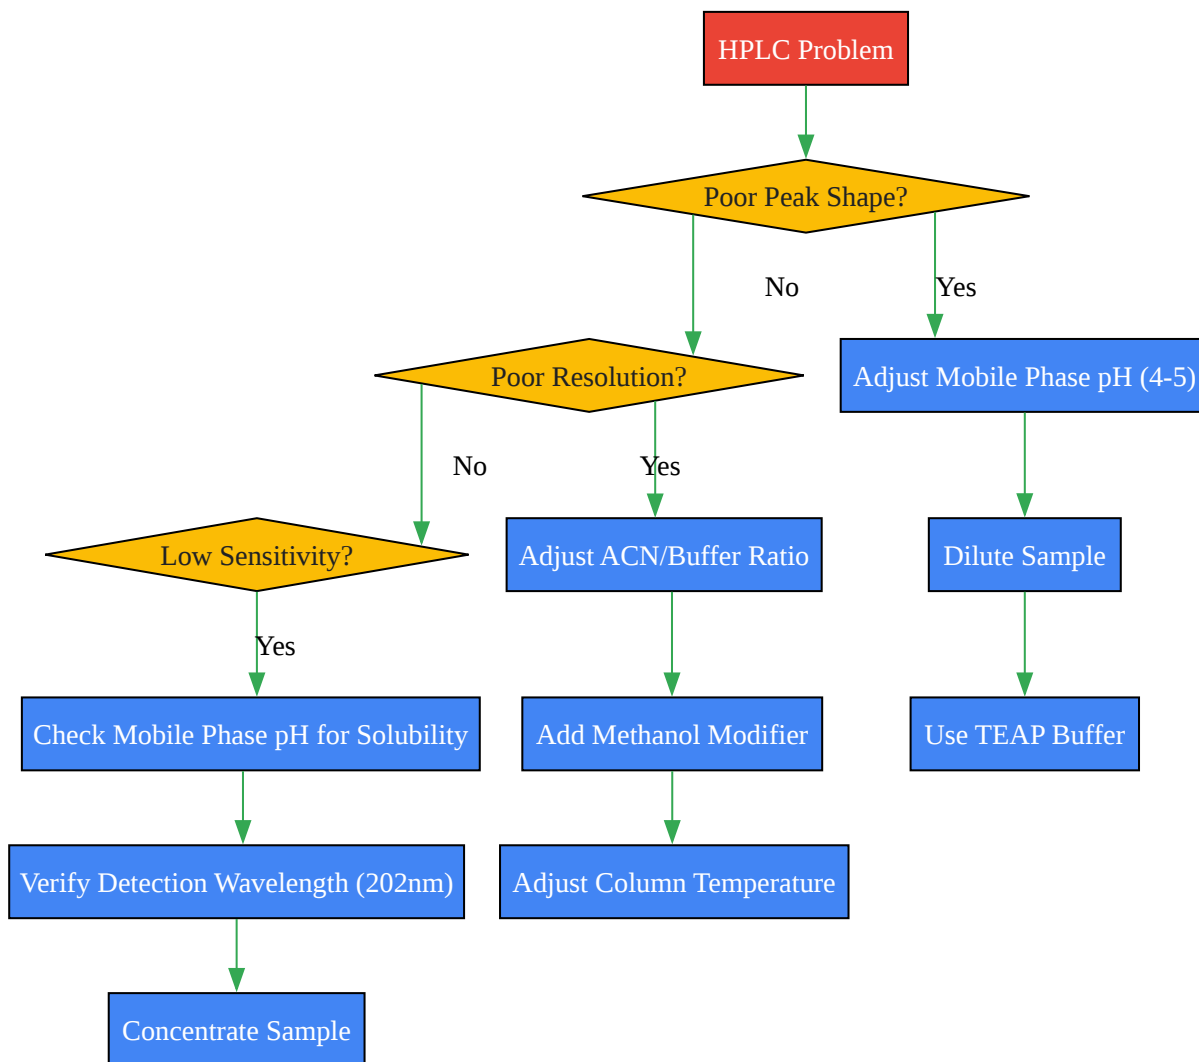 HPLC Problem
Poor Peak Shape?
No
Yes
Poor Resolution?
Adjust Mobile Phase pH (4-5)
No
Yes
Low Sensitivity?
Adjust ACN/Buffer Ratio
Dilute Sample
Yes
Check Mobile Phase pH for Solubility
Add Methanol Modifier
Use TEAP Buffer
Verify Detection Wavelength (202nm)
Adjust Column Temperature
Concentrate Sample